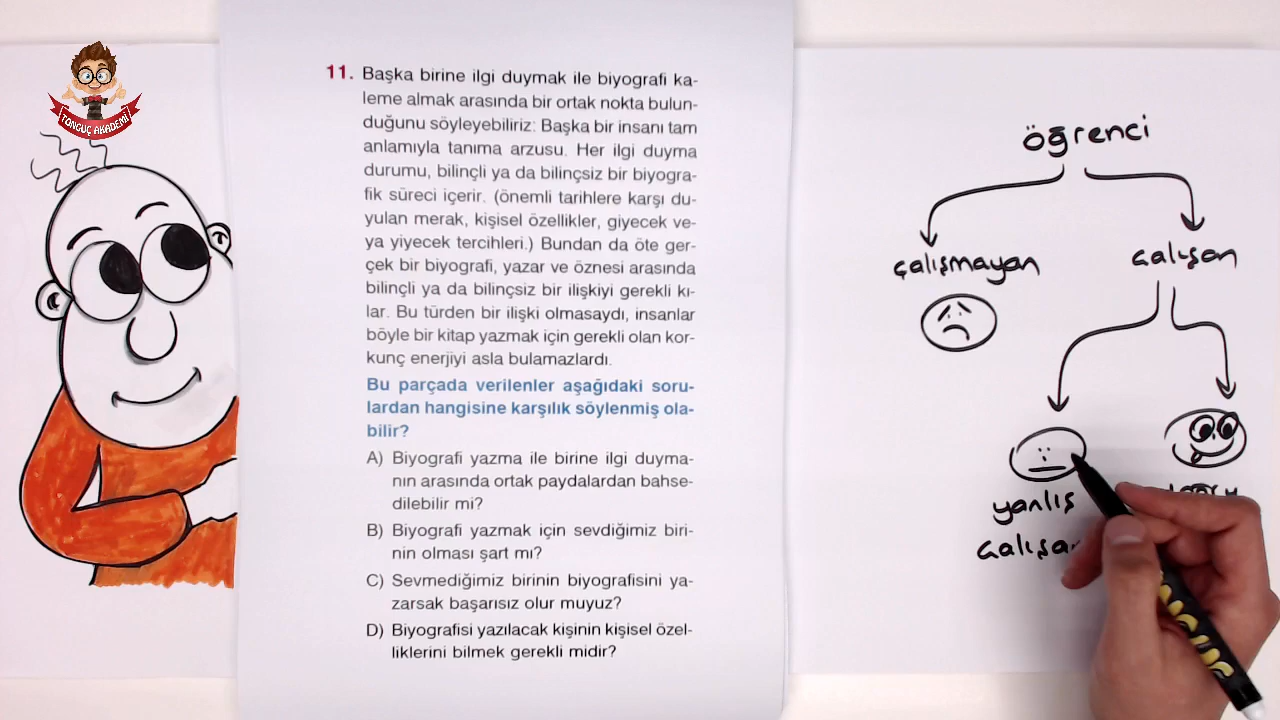 TONGUÇ AKADEMİ
11. Başka birine ilgi duymak ile biyografi ka-
leme almak arasında bir ortak nokta bulun-
duğunu söyleyebiliriz: Başka bir insanı tam
anlamıyla tanıma arzusu. Her ilgi duyma
durumu, bilinçli ya da bilinçsiz bir biyogra-
fik süreci içerir. (önemli tarihlere karşı du-
yulan merak, kişisel özellikler, giyecek ve-
ya yiyecek tercihleri.) Bundan da öte ger-
çek bir biyografi, yazar ve öznesi arasında
bilinçli ya da bilinçsiz bir ilişkiyi gerekli kı-
lar. Bu türden bir ilişki olmasaydı, insanlar
böyle bir kitap yazmak için gerekli olan kor-
kunç enerjiyi asla bulamazlardı.
Bu parçada verilenler aşağıdaki soru-
lardan hangisine karşılık söylenmiş ola-
bilir?
A) Biyografi yazma ile birine ilgi duyma-
nın arasında ortak paydalardan bahse-
dilebilir mi?
B) Biyografi yazmak için sevdiğimiz biri-
nin olması şart mı?
C) Sevmediğimiz birinin biyografisini ya-
zarsak başarısız olur muyuz?
D) Biyografisi yazılacak kişinin kişisel özel-
liklerini bilmek gerekli midir?
öğrenci
çalışmayan
çalışan
yanlış